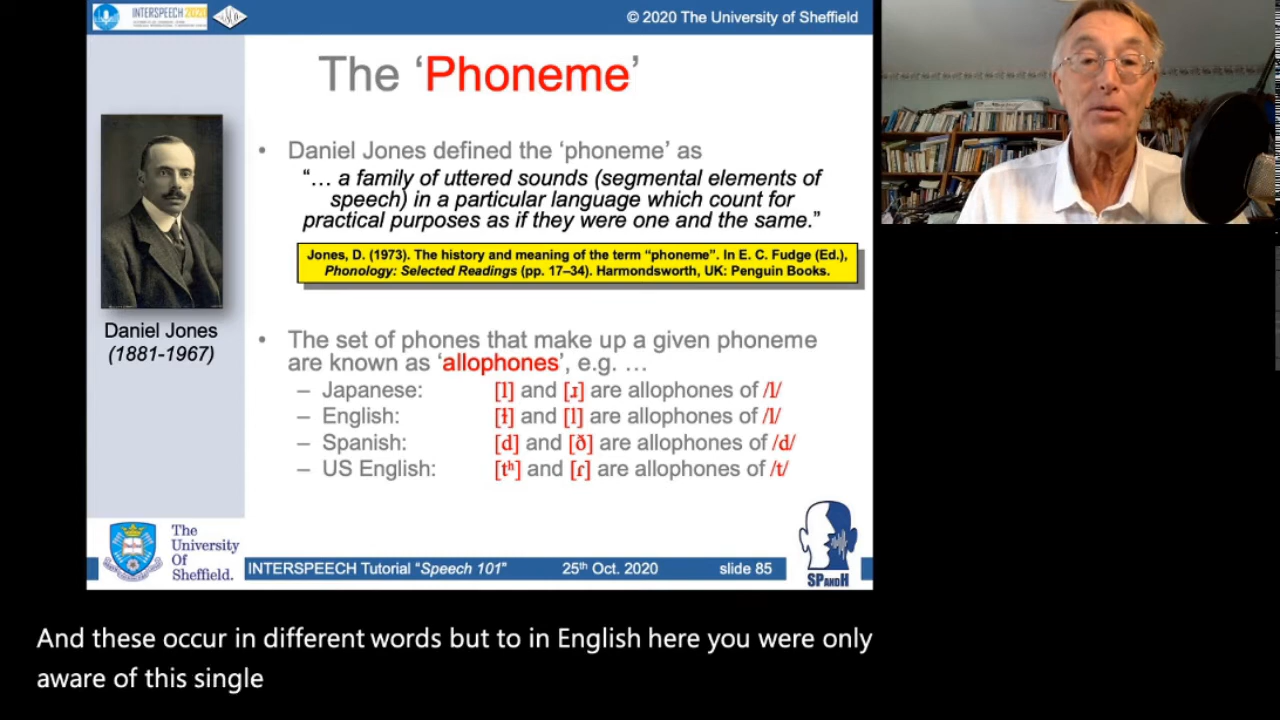 INTERSPEECH 2020
© 2020 The University of Sheffield
The ‘Phoneme’
• Daniel Jones defined the ‘phoneme’ as
“… a family of uttered sounds (segmental elements of
speech) in a particular language which count for
practical purposes as if they were one and the same.”
Jones, D. (1973). The history and meaning of the term “phoneme”. In E. C. Fudge (Ed.),
Phonology: Selected Readings (pp. 17–34). Harmondsworth, UK: Penguin Books.
Daniel Jones
(1881-1967)
• The set of phones that make up a given phoneme
are known as ‘allophones’, e.g. …
– Japanese: [l] and [ɹ] are allophones of /l/
– English: [ɫ] and [l] are allophones of /l/
– Spanish: [d] and [ð] are allophones of /d/
– US English: [tʰ] and [ɾ] are allophones of /t/
The
University
Of
Sheffield.
INTERSPEECH Tutorial “Speech 101” 25th Oct. 2020 slide 85
SPANDH
And these occur in different words but to in English here you were only
aware of this single